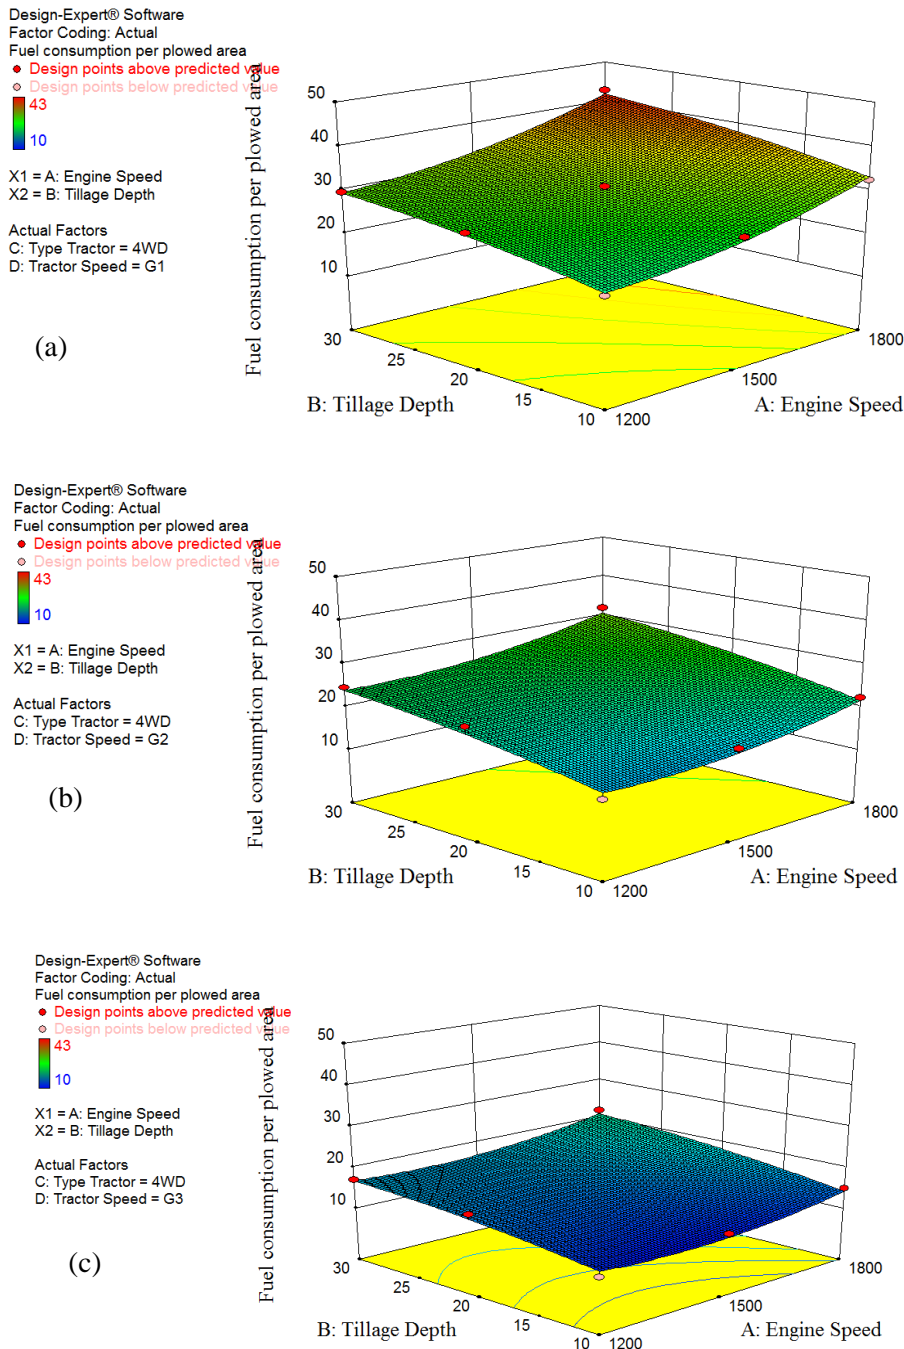 Design-Expert® Software
Factor Coding: Actual
Fuel consumption per plowed area
Design points above predicted value
Design points below predicted value
43
10
X1 = A: Engine Speed
X2 = B: Tillage Depth
Actual Factors
C: Type Tractor = 4WD
D: Tractor Speed = G1
(a)
Fuel consumption per plowed area
50
40
30
20
10
30
25
20
15
10
1200
1500
1800
B: Tillage Depth
A: Engine Speed
Design-Expert® Software
Factor Coding: Actual
Fuel consumption per plowed area
Design points above predicted value
Design points below predicted value
43
10
X1 = A: Engine Speed
X2 = B: Tillage Depth
Actual Factors
C: Type Tractor = 4WD
D: Tractor Speed = G2
(b)
Fuel consumption per plowed area
50
40
30
20
10
30
25
20
15
10
1200
1500
1800
B: Tillage Depth
A: Engine Speed
Design-Expert® Software
Factor Coding: Actual
Fuel consumption per plowed area
Design points above predicted value
Design points below predicted value
43
10
X1 = A: Engine Speed
X2 = B: Tillage Depth
Actual Factors
C: Type Tractor = 4WD
D: Tractor Speed = G3
(c)
Fuel consumption per plowed area
50
40
30
20
10
30
25
20
15
10
1200
1500
1800
B: Tillage Depth
A: Engine Speed